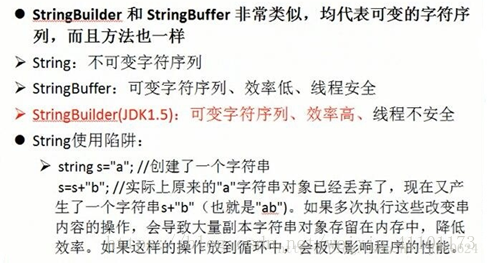 ● StringBuilder 和 StringBuffer 非常类似，均代表可变的字符序
列，而且方法也一样
➢ String：不可变字符序列
➢ StringBuffer：可变字符序列、效率低、线程安全
➢ StringBuilder(JDK1.5)：可变字符序列、效率高、线程不安全
● String使用陷阱：
➢ string s="a"; //创建了一个字符串
s=s+"b"; //实际上原来的"a"字符串对象已经丢弃了，现在又产
生了一个字符串s+"b"（也就是"ab"）。如果多次执行这些改变串
内容的操作，会导致大量副本字符串对象存留在内存中，降低
效率。如果这样的操作放到循环中，会极大影响程序的性能。